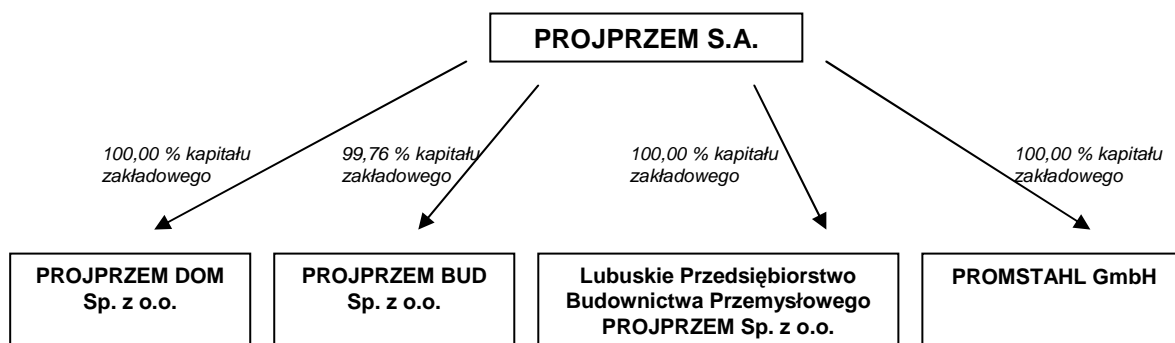 PROJPRZEM S.A.
100,00 % kapitału
zakładowego
99,76 % kapitału
zakładowego
100,00 % kapitału
zakładowego
100,00 % kapitału
zakładowego
PROJPRZEM DOM
Sp. z o.o.
PROJPRZEM BUD
Sp. z o.o.
Lubuskie Przedsiębiorstwo
Budownictwa Przemysłowego
PROJPRZEM Sp. z o.o.
PROMSTAHL GmbH